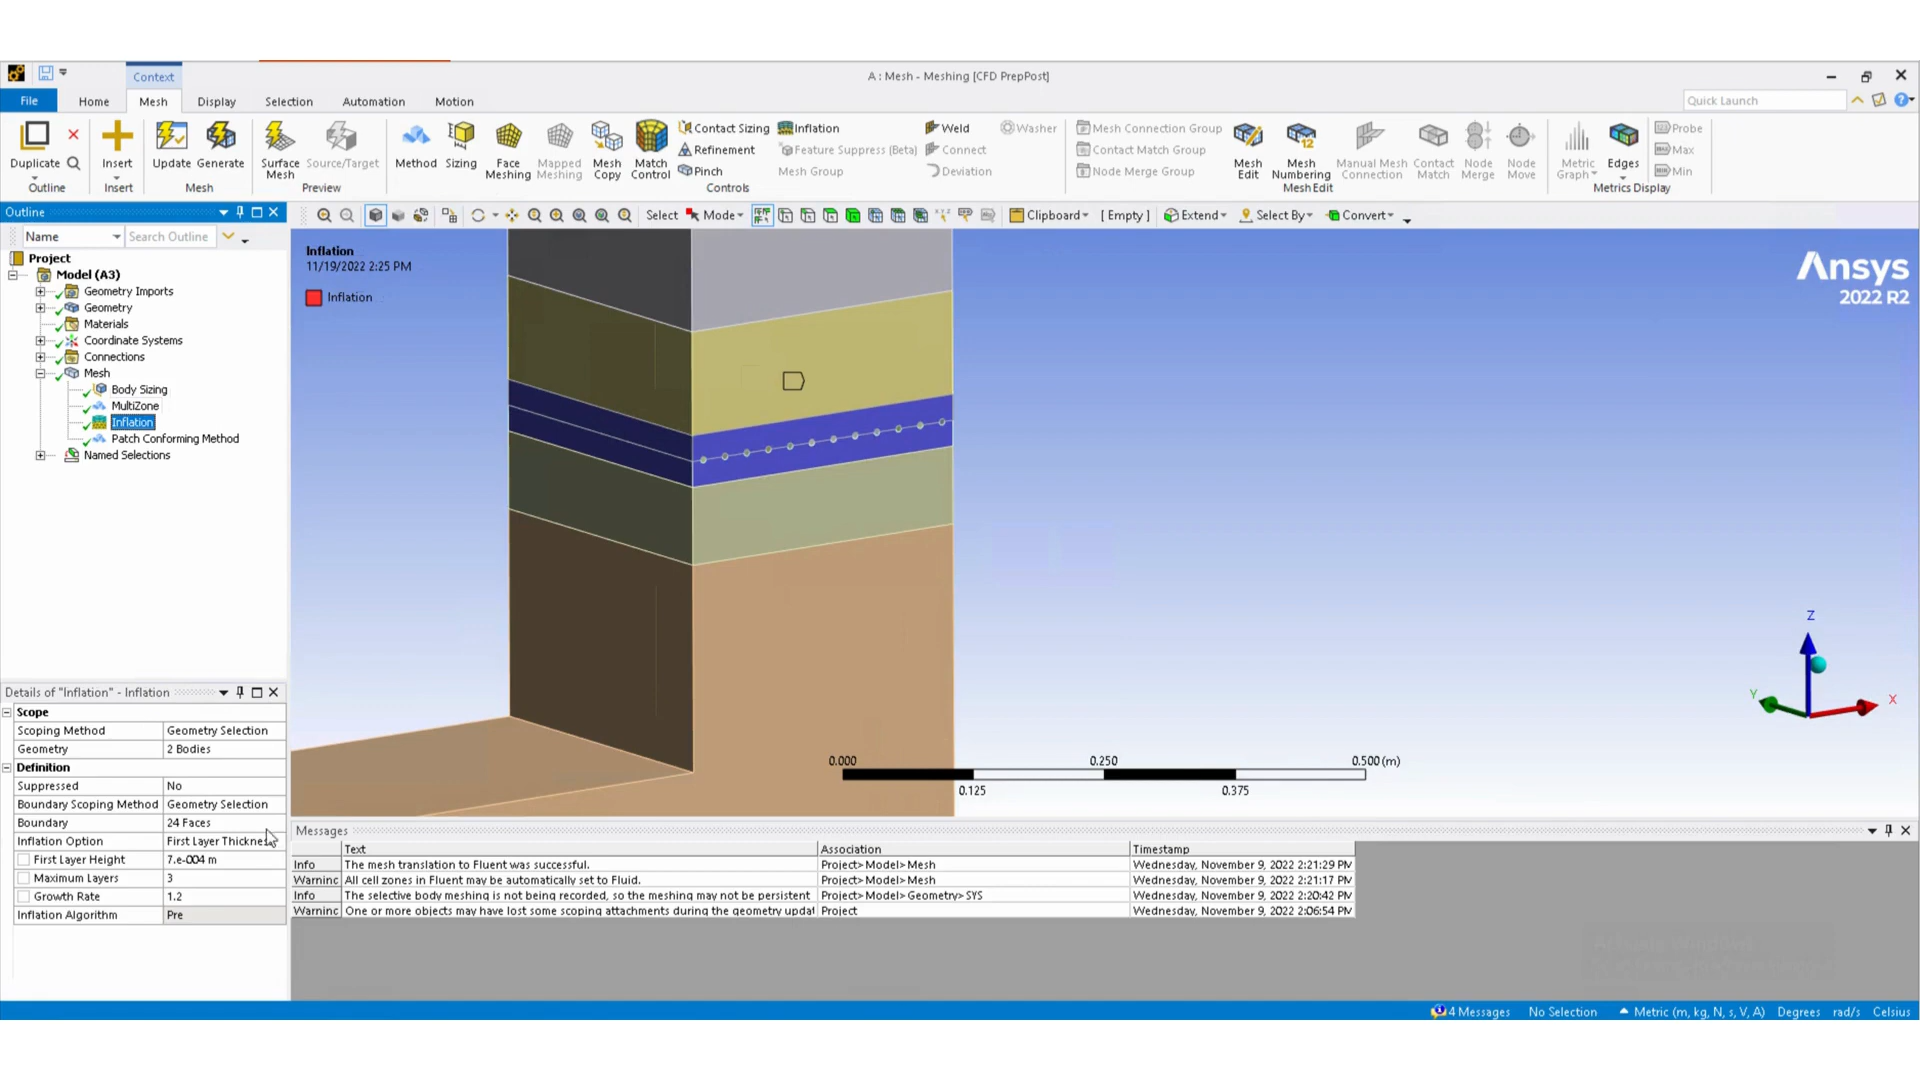 A : Mesh - Meshing [CFD PrepPost]
Context
File Home Mesh Display Selection Automation Motion
Quick Launch
Duplicate
Outline
Insert
Insert
Update Generate
Mesh
Surface Mesh
Source/Target
Preview
Method Sizing
Face Meshing
Mapped Meshing
Mesh Copy
Match Control
Contact Sizing
Refinement
Pinch
Inflation
Feature Suppress (Beta)
Mesh Group
Controls
Weld
Connect
Deviation
Washer
Mesh Connection Group
Contact Match Group
Node Merge Group
Mesh Edit
Mesh Numbering
Manual Mesh Connection
Contact Match
Node Merge
Node Move
Mesh Edit
Metric Graph
Edges
Probe
Max
Min
Metrics Display
Outline
Name
Search Outline
Select Mode
Clipboard [ Empty ] Extend Select By Convert
Project
Model (A3)
Geometry Imports
Geometry
Materials
Coordinate Systems
Connections
Mesh
Body Sizing
MultiZone
Inflation
Patch Conforming Method
Named Selections
Inflation
11/19/2022 2:25 PM
Inflation
Ansys
2022 R2
Z
Y
X
0.000 0.250 0.500 (m)
0.125 0.375
Details of "Inflation" - Inflation
Scope
Scoping Method Geometry Selection
Geometry 2 Bodies
Definition
Suppressed No
Boundary Scoping Method Geometry Selection
Boundary 24 Faces
Inflation Option First Layer Thickness
First Layer Height 7.e-004 m
Maximum Layers 3
Growth Rate 1.2
Inflation Algorithm Pre
Messages
Text Association Timestamp
Info The mesh translation to Fluent was successful. Project>Model>Mesh Wednesday, November 9, 2022 2:21:29 PM
Warning All cell zones in Fluent may be automatically set to Fluid. Project>Model>Mesh Wednesday, November 9, 2022 2:21:17 PM
Info The selective body meshing is not being recorded, so the meshing may not be persistent Project>Model>Geometry>SYS Wednesday, November 9, 2022 2:20:42 PM
Warning One or more objects may have lost some scoping attachments during the geometry updat Project Wednesday, November 9, 2022 2:06:54 PM
4 Messages No Selection Metric (m, kg, N, s, V, A) Degrees rad/s Celsius